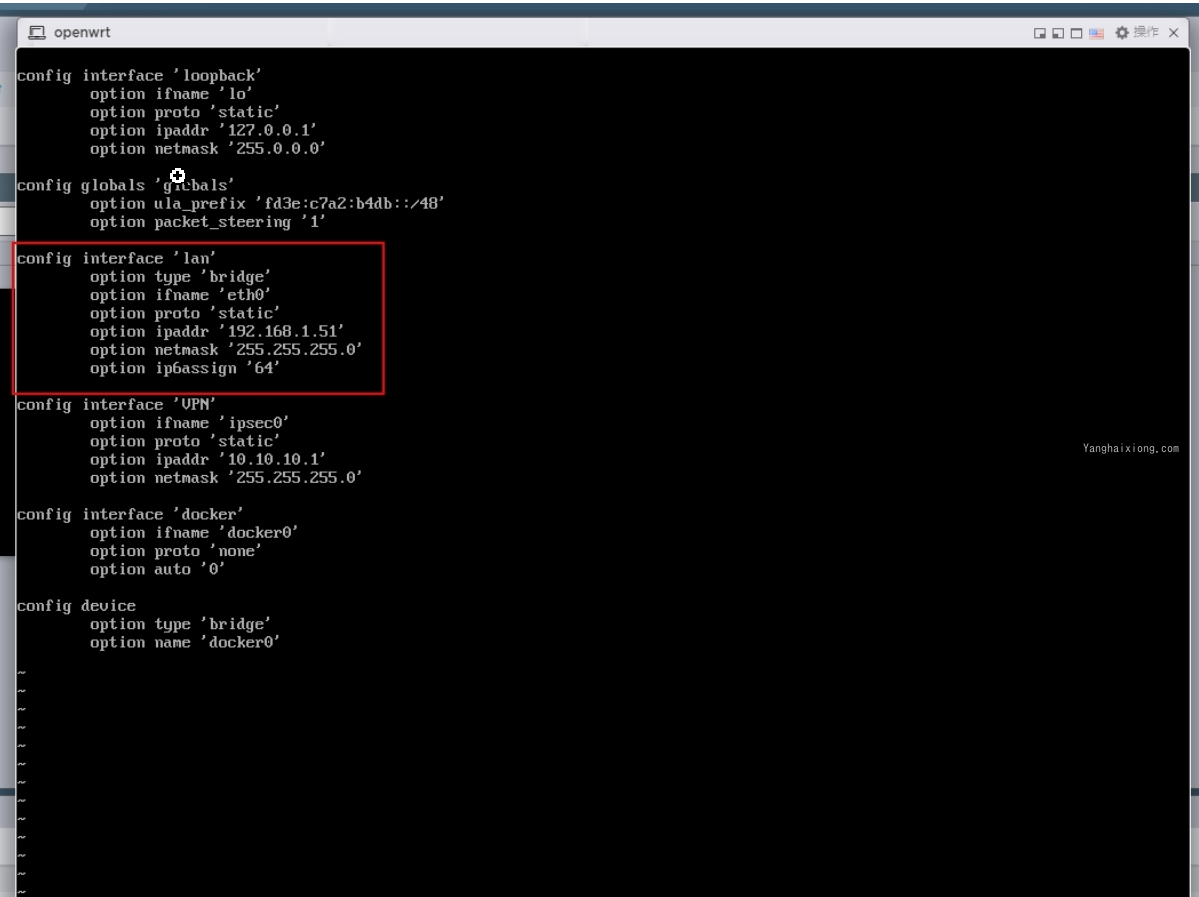 openwrt
操作
config interface 'loopback'
option ifname 'lo'
option proto 'static'
option ipaddr '127.0.0.1'
option netmask '255.0.0.0'
config globals 'globals'
option ula_prefix 'fd3e:c7a2:b4db::/48'
option packet_steering '1'
config interface 'lan'
option type 'bridge'
option ifname 'eth0'
option proto 'static'
option ipaddr '192.168.1.51'
option netmask '255.255.255.0'
option ip6assign '64'
config interface 'VPN'
option ifname 'ipsec0'
option proto 'static'
option ipaddr '10.10.10.1'
option netmask '255.255.255.0'
Yanghaixiong.com
config interface 'docker'
option ifname 'docker0'
option proto 'none'
option auto '0'
config device
option type 'bridge'
option name 'docker0'
~
~
~
~
~
~
~
~
~
~
~
~
~